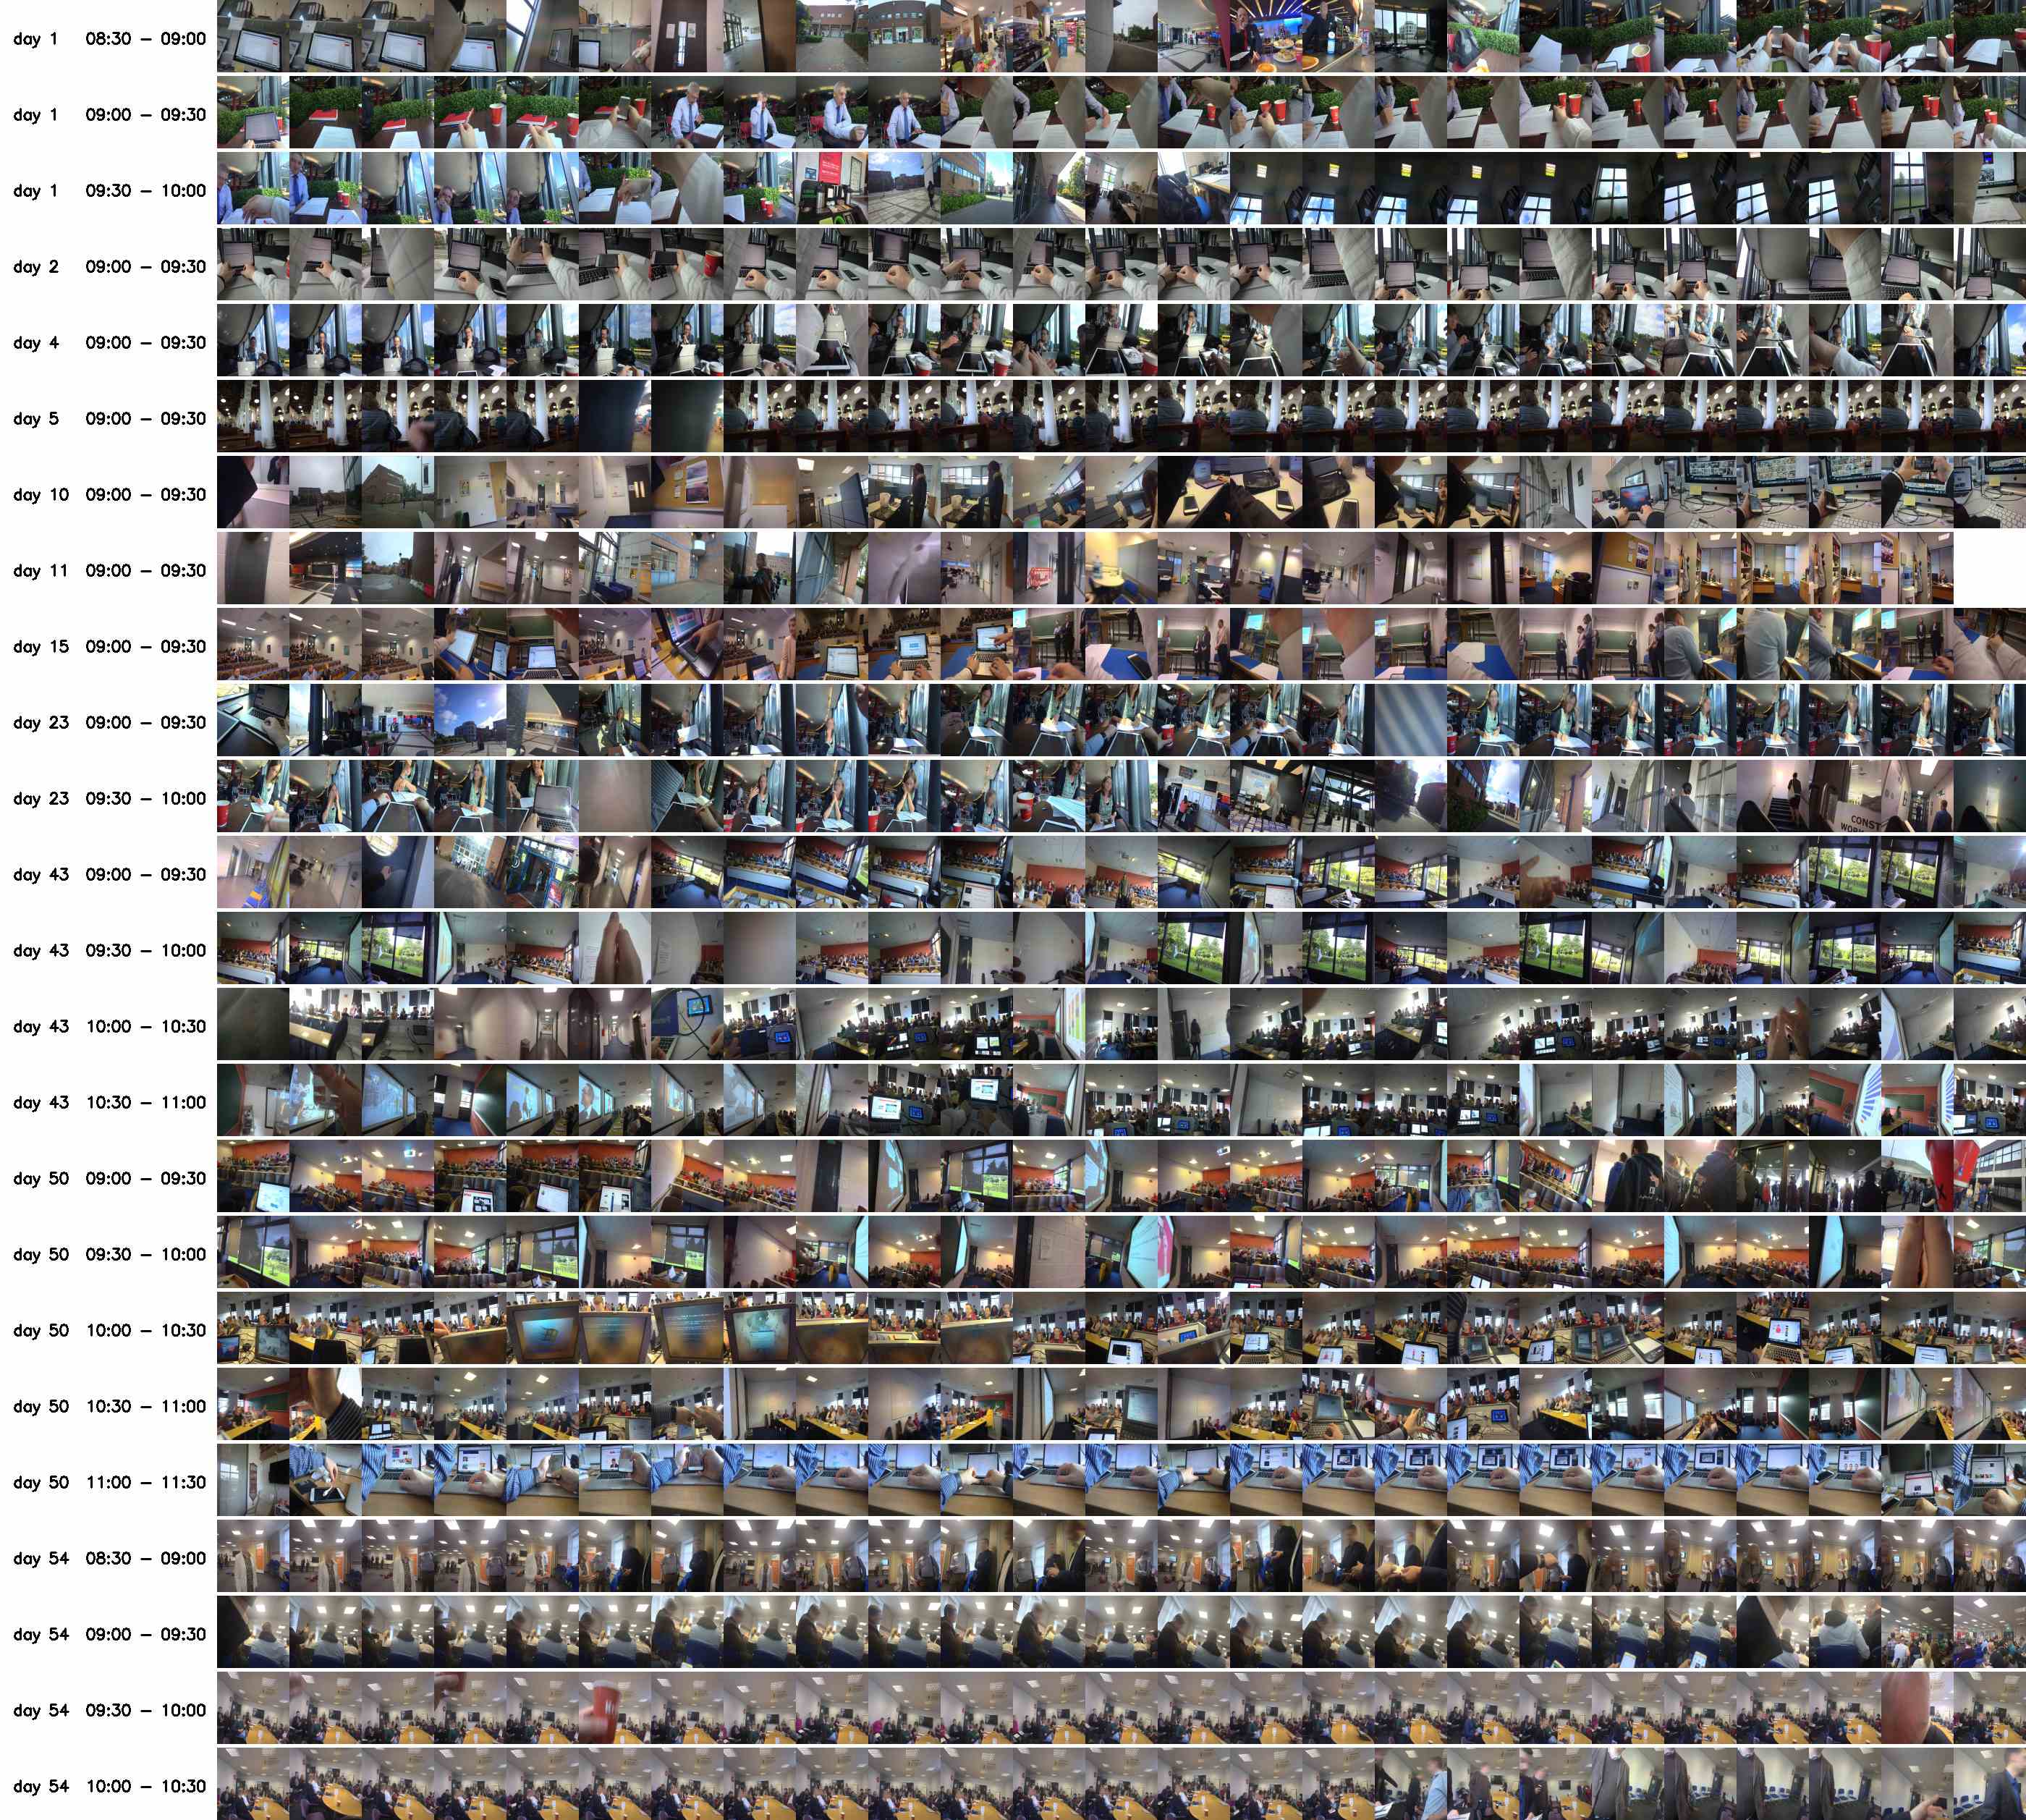 day 1 08:30 - 09:00
day 1 09:00 - 09:30
day 1 09:30 - 10:00
day 2 09:00 - 09:30
day 4 09:00 - 09:30
day 5 09:00 - 09:30
day 10 09:00 - 09:30
day 11 09:00 - 09:30
day 15 09:00 - 09:30
day 23 09:00 - 09:30
day 23 09:30 - 10:00
CONST
day 43 09:00 - 09:30
day 43 09:30 - 10:00
day 43 10:00 - 10:30
day 43 10:30 - 11:00
day 50 09:00 - 09:30
day 50 09:30 - 10:00
day 50 10:00 - 10:30
day 50 10:30 - 11:00
day 50 11:00 - 11:30
day 54 08:30 - 09:00
day 54 09:00 - 09:30
day 54 09:30 - 10:00
day 54 10:00 - 10:30